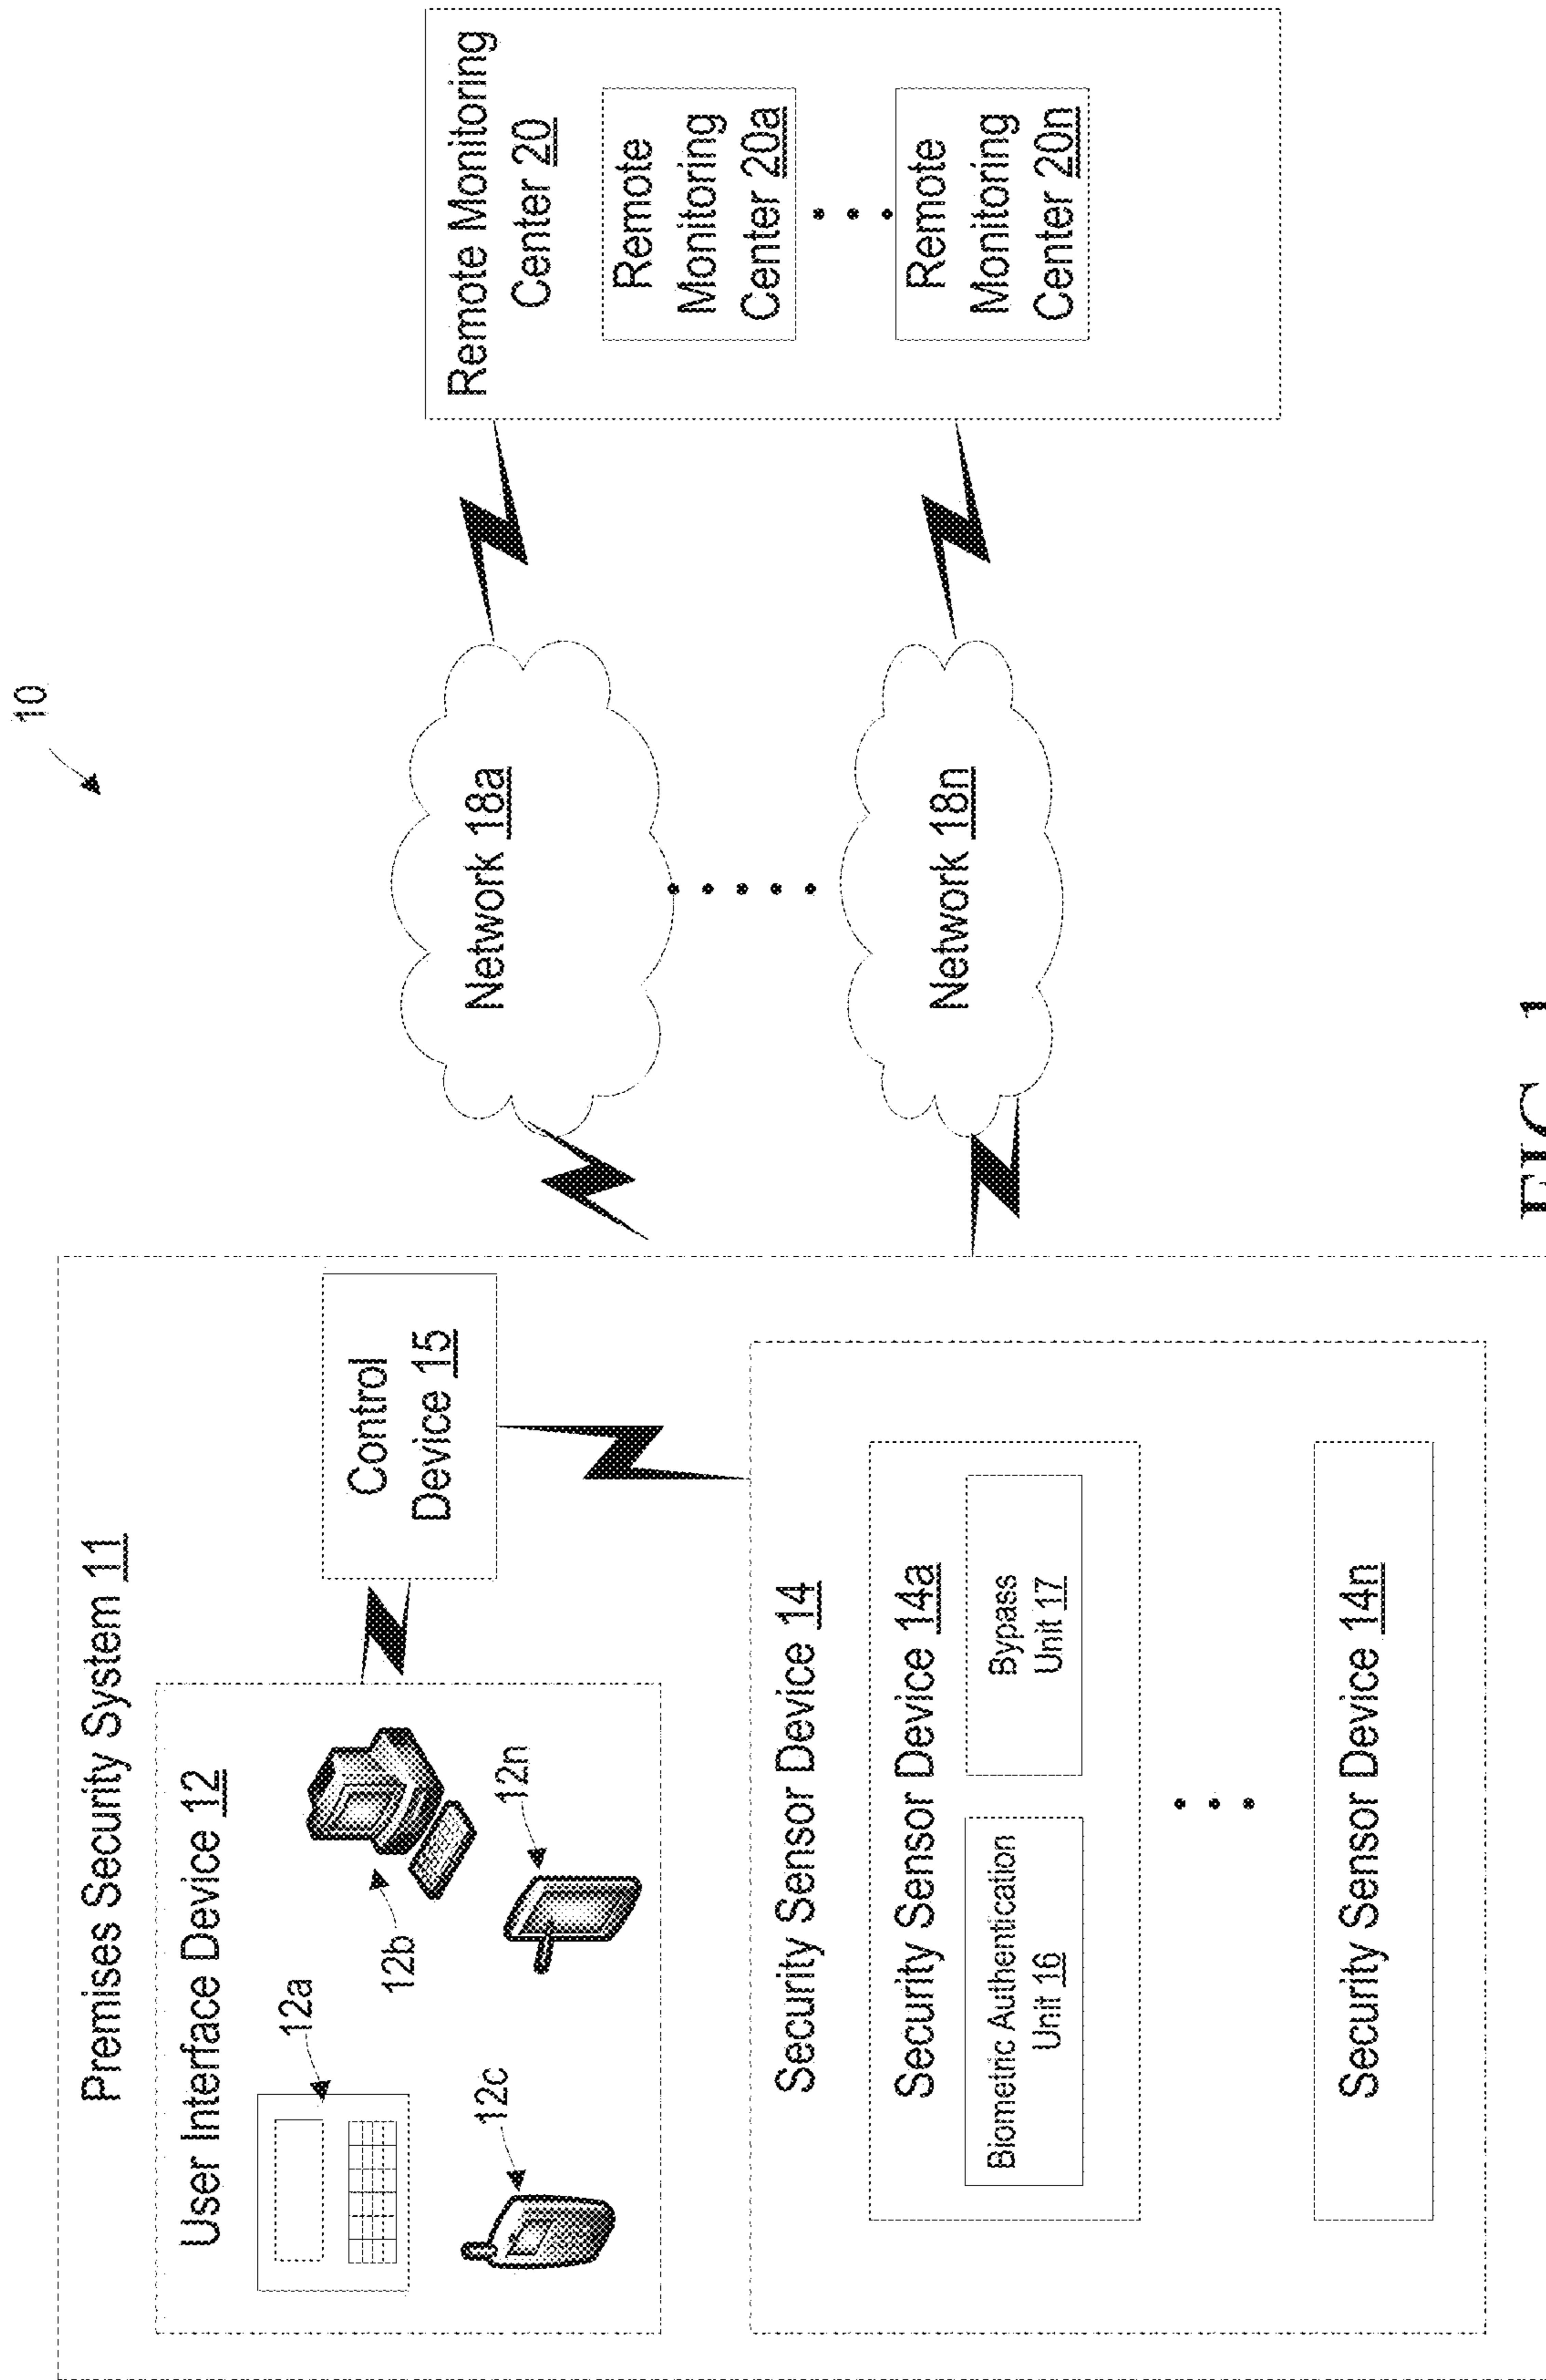 10
Premises Security System 11
User Interface Device 12
12a
12b
12c
12n
Control
Device 15
Security Sensor Device 14
Security Sensor Device 14a
Biometric Authentication
Unit 16
Bypass
Unit 17
Security Sensor Device 14n
Network 18a
Network 18n
Remote Monitoring
Center 20
Remote
Monitoring
Center 20a
Remote
Monitoring
Center 20n
FIG. 1